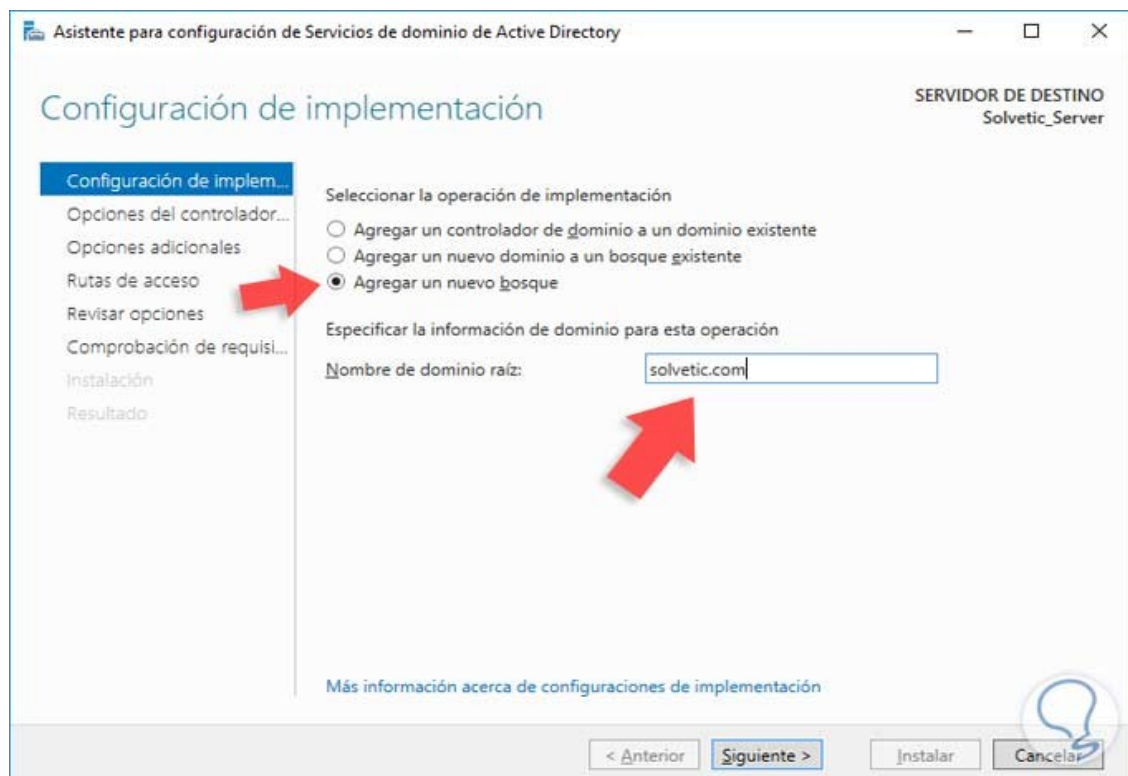 Asistente para configuración de Servicios de dominio de Active Directory
Configuración de implementación
SERVIDOR DE DESTINO
Solvetic_Server
Configuración de implem...
Opciones del controlador...
Opciones adicionales
Rutas de acceso
Revisar opciones
Comprobación de requisi...
Instalación
Resultado
Seleccionar la operación de implementación
Agregar un controlador de dominio a un dominio existente
Agregar un nuevo dominio a un bosque existente
Agregar un nuevo bosque
Especificar la información de dominio para esta operación
Nombre de dominio raíz:
solvetic.com
Más información acerca de configuraciones de implementación
< Anterior
Siguiente >
Instalar
Cancelar